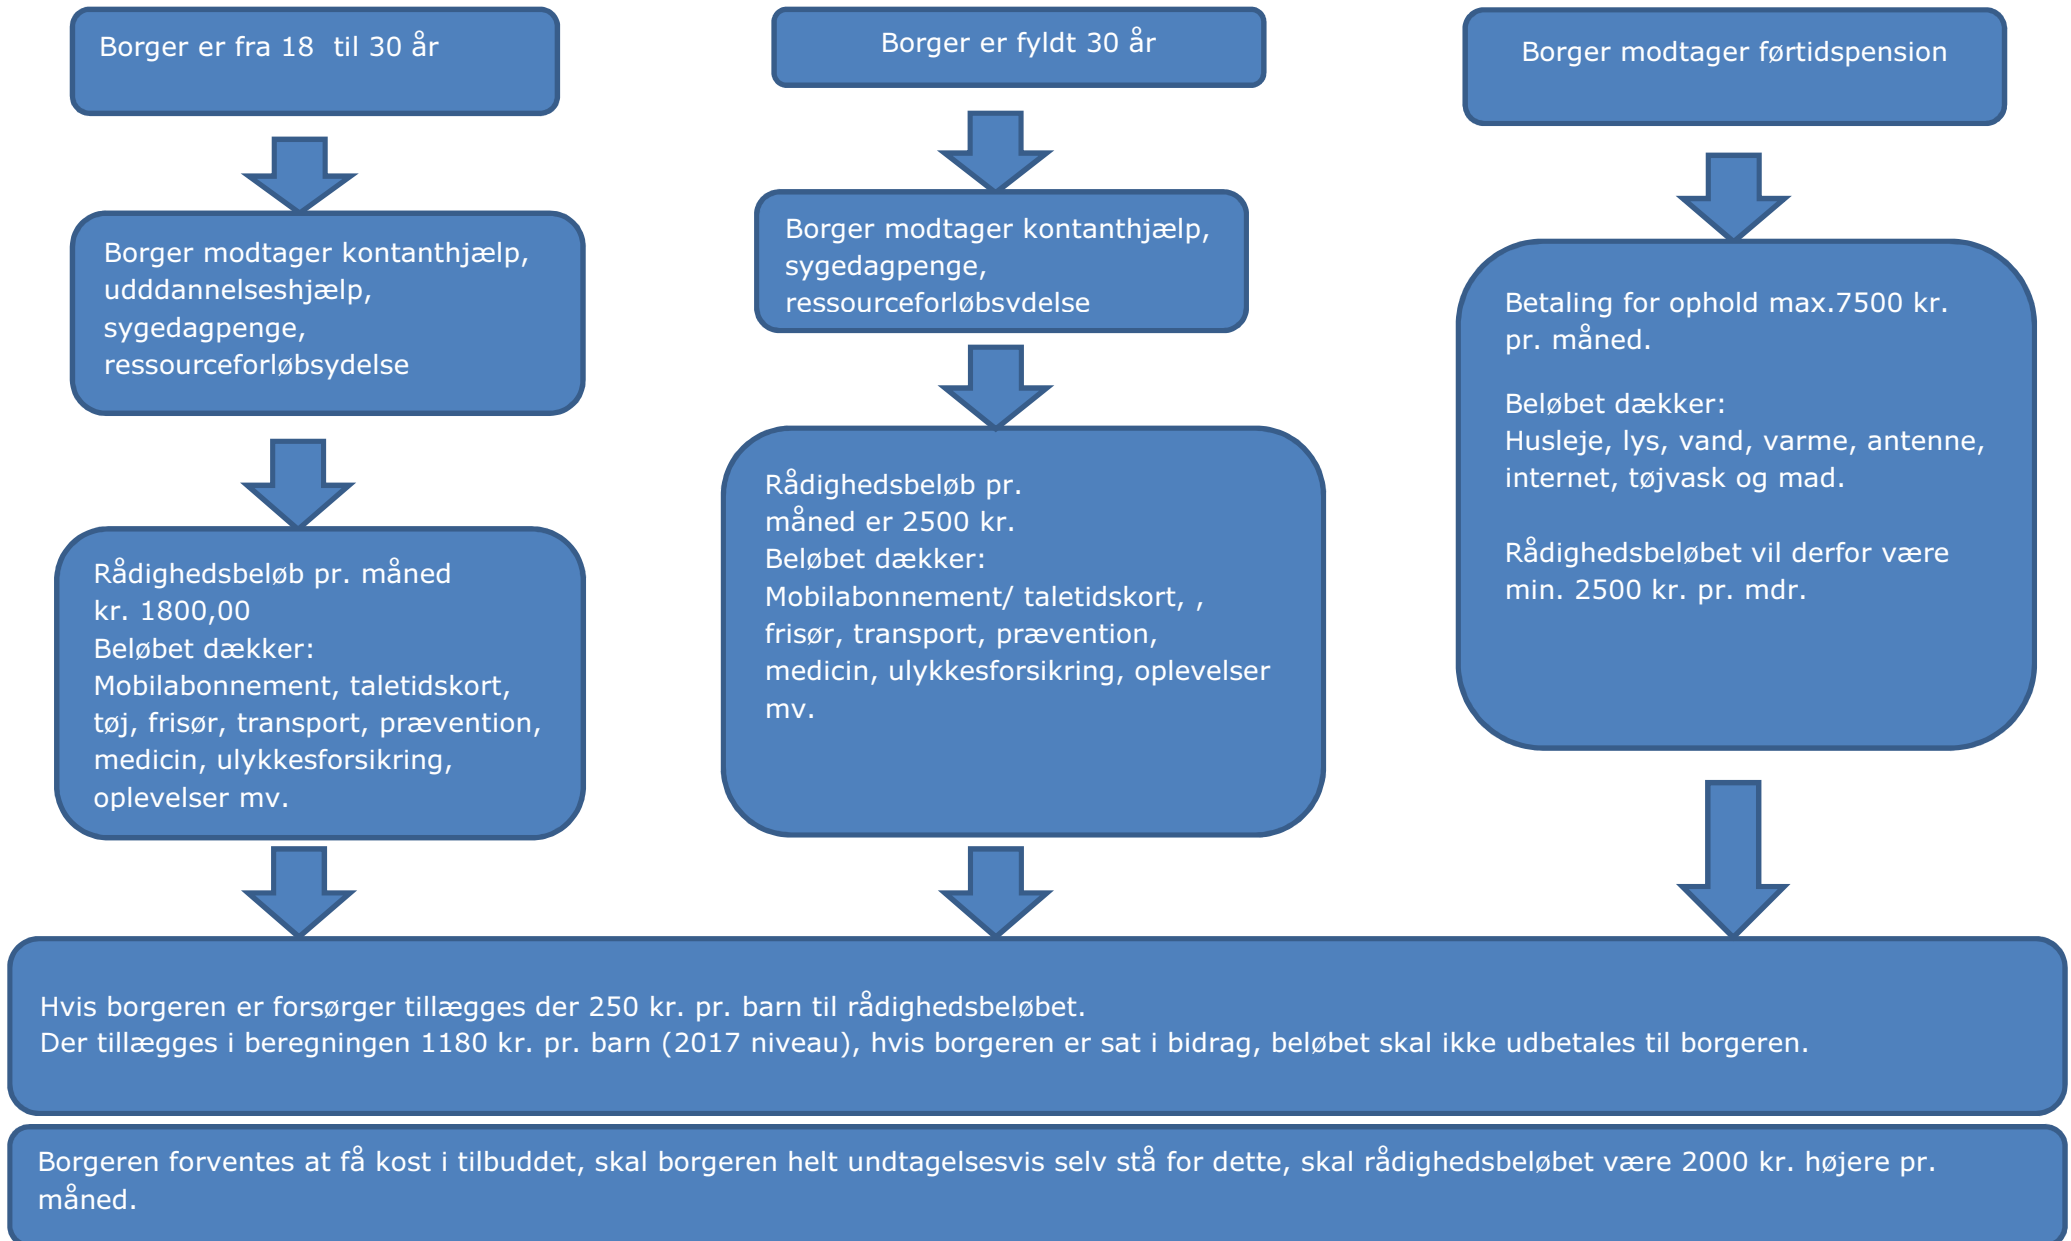 Borger er fra 18  til 30 år
Borger modtager kontanthjælp,
udddannelseshjælp,
sygedagpenge,
ressourceforløbsydelse
Rådighedsbeløb pr. måned
kr. 1800,00
Beløbet dækker:
Mobilabonnement, taletidskort,
tøj, frisør, transport, prævention,
medicin, ulykkesforsikring,
oplevelser mv.
Borger er fyldt 30 år
Borger modtager kontanthjælp,
sygedagpenge,
ressourceforløbsvdelse
Rådighedsbeløb pr.
måned er 2500 kr.
Beløbet dækker:
Mobilabonnement/ taletidskort, ,
frisør, transport, prævention,
medicin, ulykkesforsikring, oplevelser
mv.
Borger modtager førtidspension
Betaling for ophold max.7500 kr.
pr. måned.
Beløbet dækker:
Husleje, lys, vand, varme, antenne,
internet, tøjvask og mad.
Rådighedsbeløbet vil derfor være
min. 2500 kr. pr. mdr.
Hvis borgeren er forsørger tillægges der 250 kr. pr. barn til rådighedsbeløbet.
Der tillægges i beregningen 1180 kr. pr. barn (2017 niveau), hvis borgeren er sat i bidrag, beløbet skal ikke udbetales til borgeren.
Borgeren forventes at få kost i tilbuddet, skal borgeren helt undtagelsesvis selv stå for dette, skal rådighedsbeløbet være 2000 kr. højere pr.
måned.